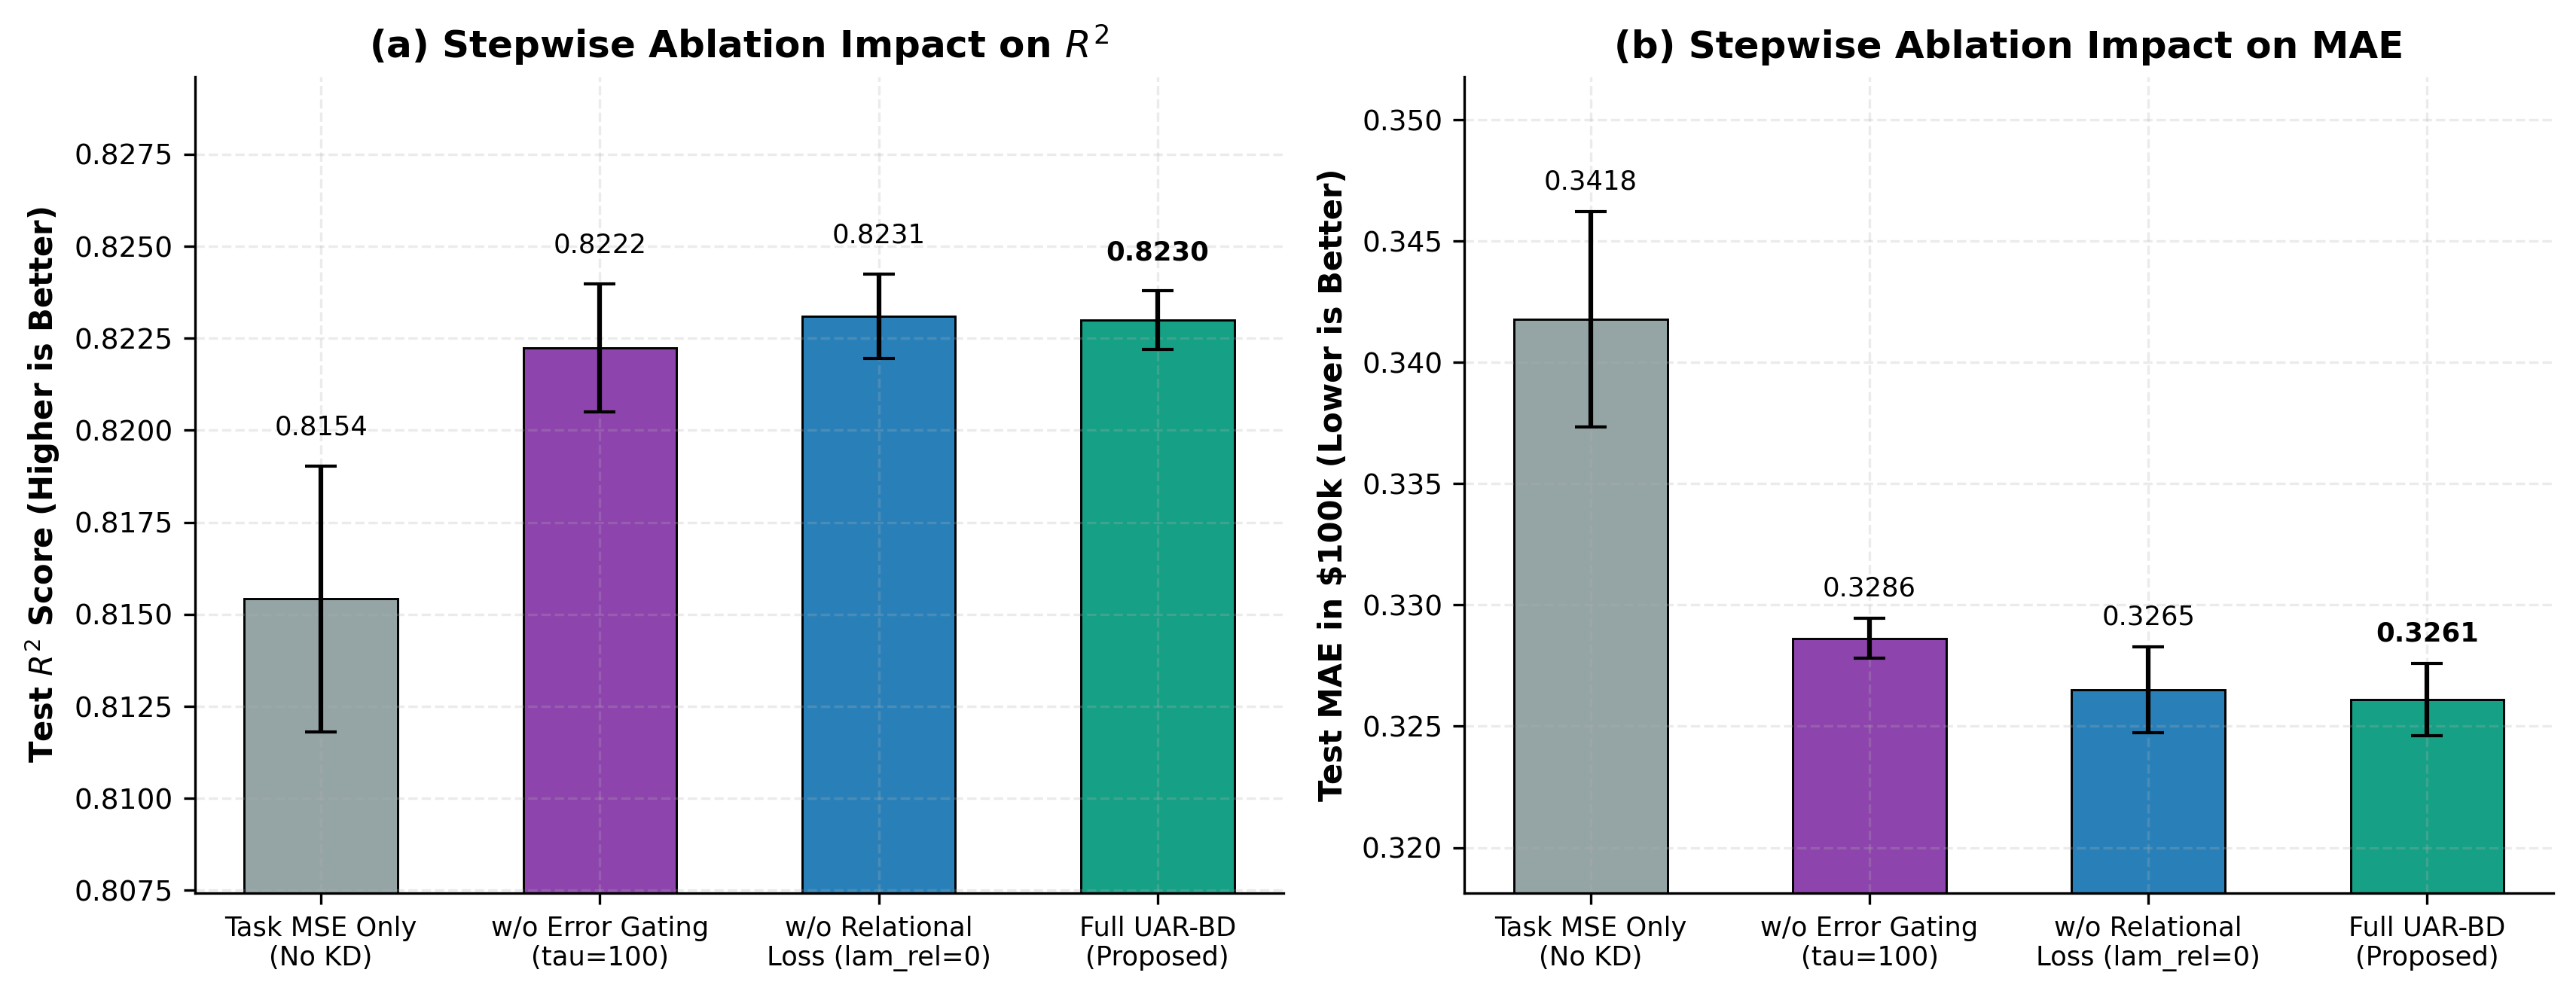 (a) Stepwise Ablation Impact on R²
Test R² Score (Higher is Better)
0.8275
0.8250
0.8225
0.8200
0.8175
0.8150
0.8125
0.8100
0.8075
0.8154
0.8222
0.8231
0.8230
Task MSE Only
(No KD)
w/o Error Gating
(tau=100)
w/o Relational
Loss (lam_rel=0)
Full UAR-BD
(Proposed)
(b) Stepwise Ablation Impact on MAE
Test MAE in $100k (Lower is Better)
0.350
0.345
0.340
0.335
0.330
0.325
0.320
0.3418
0.3286
0.3265
0.3261
Task MSE Only
(No KD)
w/o Error Gating
(tau=100)
w/o Relational
Loss (lam_rel=0)
Full UAR-BD
(Proposed)